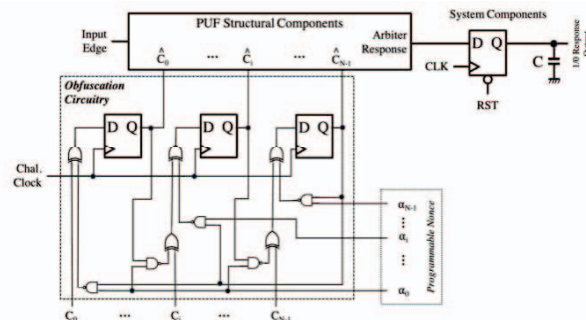 System Components
PUF Structural Components
Input
Edge
Arbiter
Response
Ĉ0 ... Ĉi ... ĈN-1
D Q
CLK
RST
C
1/0 Response
Obfuscation
Circuitry
D Q
D Q
D Q
Chal.
Clock
αN-1
...
αi
...
α0
Programmable Nonce
C0 ... Ci ... CN-1